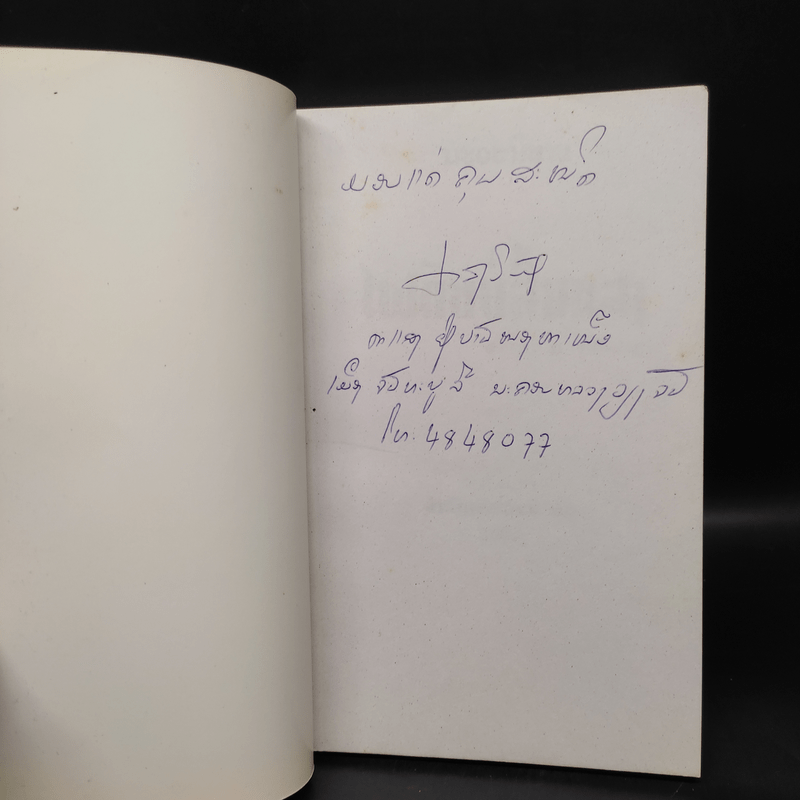 ມອບແດ່ ຄຸນ
ຢູ່ບ້ານໜອງທາເໜືອ
ເມືອງ ຈັນທະບູລີ ນະຄອນຫລວງວຽງຈັນ
ໂທ: 4848077